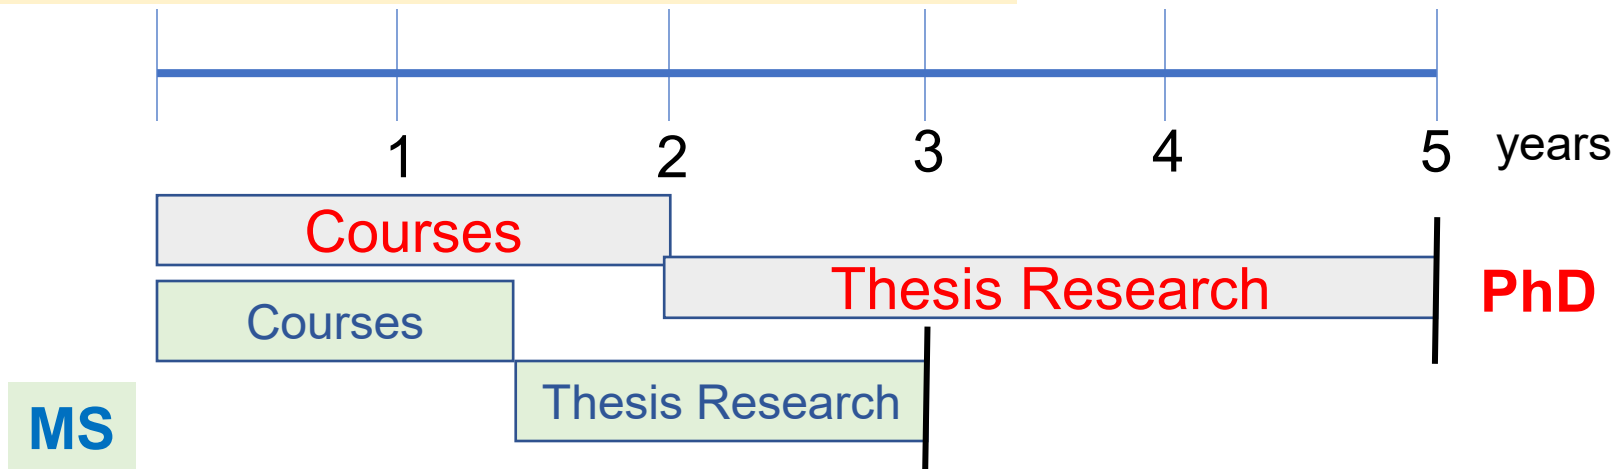 1 2 3 4 5 years
Courses
Thesis Research
PhD
Courses
Thesis Research
MS